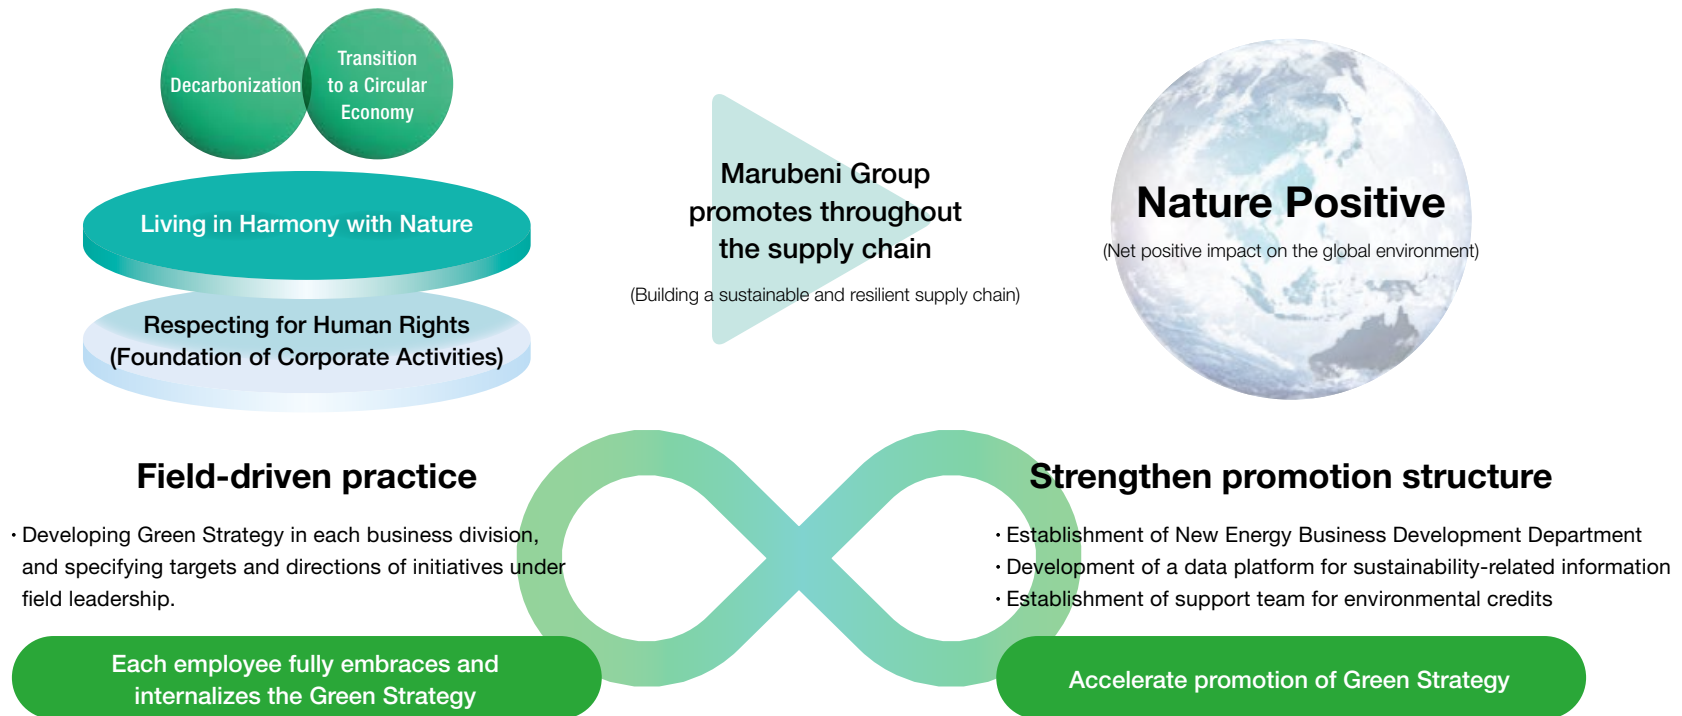 Decarbonization
Transition
to a Circular
Economy
Living in Harmony with Nature
Respecting for Human Rights
(Foundation of Corporate Activities)
Marubeni Group
promotes throughout
the supply chain
(Building a sustainable and resilient supply chain)
Nature Positive
(Net positive impact on the global environment)
Field-driven practice
・Developing Green Strategy in each business division,
and specifying targets and directions of initiatives under
field leadership.
Each employee fully embraces and
internalizes the Green Strategy
Strengthen promotion structure
・Establishment of New Energy Business Development Department
・Development of a data platform for sustainability-related information
・Establishment of support team for environmental credits
Accelerate promotion of Green Strategy